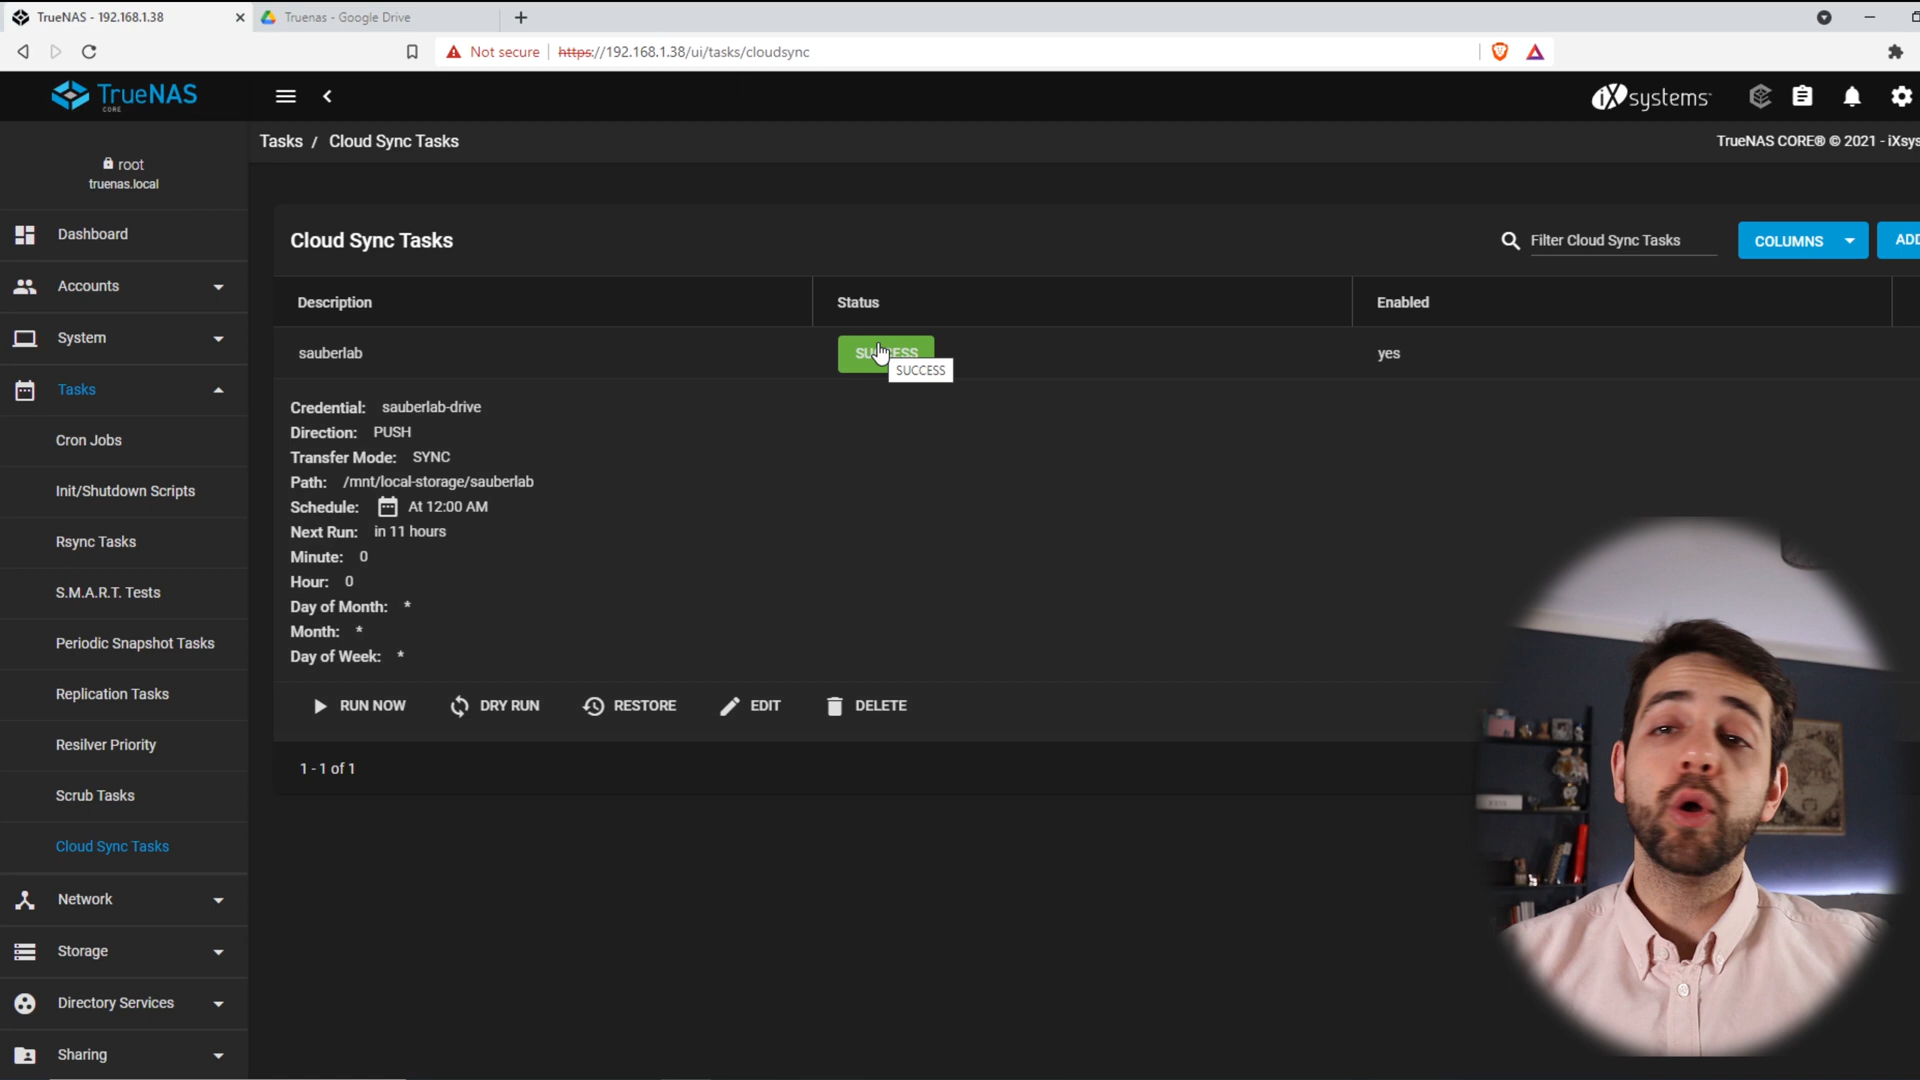 TrueNAS - 192.168.1.38
Truenas - Google Drive
Not secure
https://192.168.1.38/ui/tasks/cloudsync
TrueNAS
CORE
iXsystems
root
truenas.local
Tasks / Cloud Sync Tasks
TrueNAS CORE® © 2021 - iXsys
Dashboard
Accounts
System
Tasks
Cron Jobs
Init/Shutdown Scripts
Rsync Tasks
S.M.A.R.T. Tests
Periodic Snapshot Tasks
Replication Tasks
Resilver Priority
Scrub Tasks
Cloud Sync Tasks
Network
Storage
Directory Services
Sharing
Cloud Sync Tasks
Filter Cloud Sync Tasks
COLUMNS
ADD
Description Status Enabled
sauberlab SUCCESS yes
SUCCESS
Credential: sauberlab-drive
Direction: PUSH
Transfer Mode: SYNC
Path: /mnt/local-storage/sauberlab
Schedule: At 12:00 AM
Next Run: in 11 hours
Minute: 0
Hour: 0
Day of Month: *
Month: *
Day of Week: *
RUN NOW DRY RUN RESTORE EDIT DELETE
1 - 1 of 1